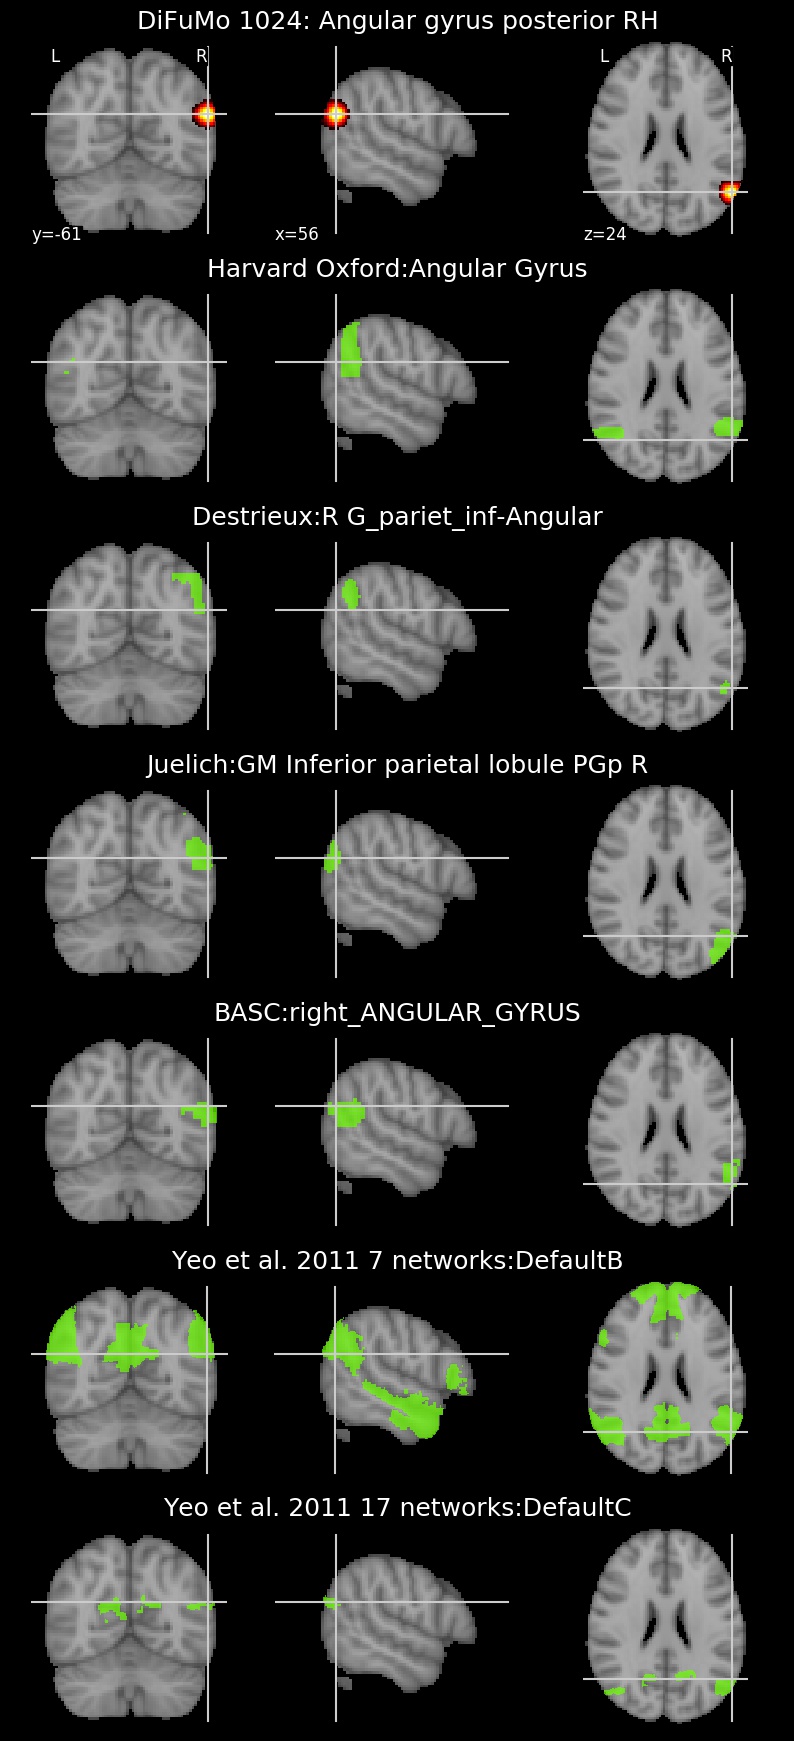 DiFuMo 1024: Angular gyrus posterior RH
L R L R
y=-61 x=56 z=24
Harvard Oxford:Angular Gyrus
Destrieux:R G_pariet_inf-Angular
Juelich:GM Inferior parietal lobule PGp R
BASC:right_ANGULAR_GYRUS
Yeo et al. 2011 7 networks:DefaultB
Yeo et al. 2011 17 networks:DefaultC